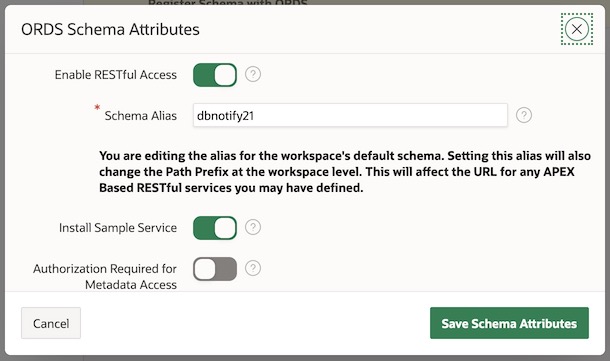 Register Schema with ORDS
ORDS Schema Attributes
Enable RESTful Access
?
* Schema Alias
dbnotify21
?
You are editing the alias for the workspace's default schema. Setting this alias will also
change the Path Prefix at the workspace level. This will affect the URL for any APEX
Based RESTful services you may have defined.
Install Sample Service
?
Authorization Required for
Metadata Access
?
Cancel
Save Schema Attributes